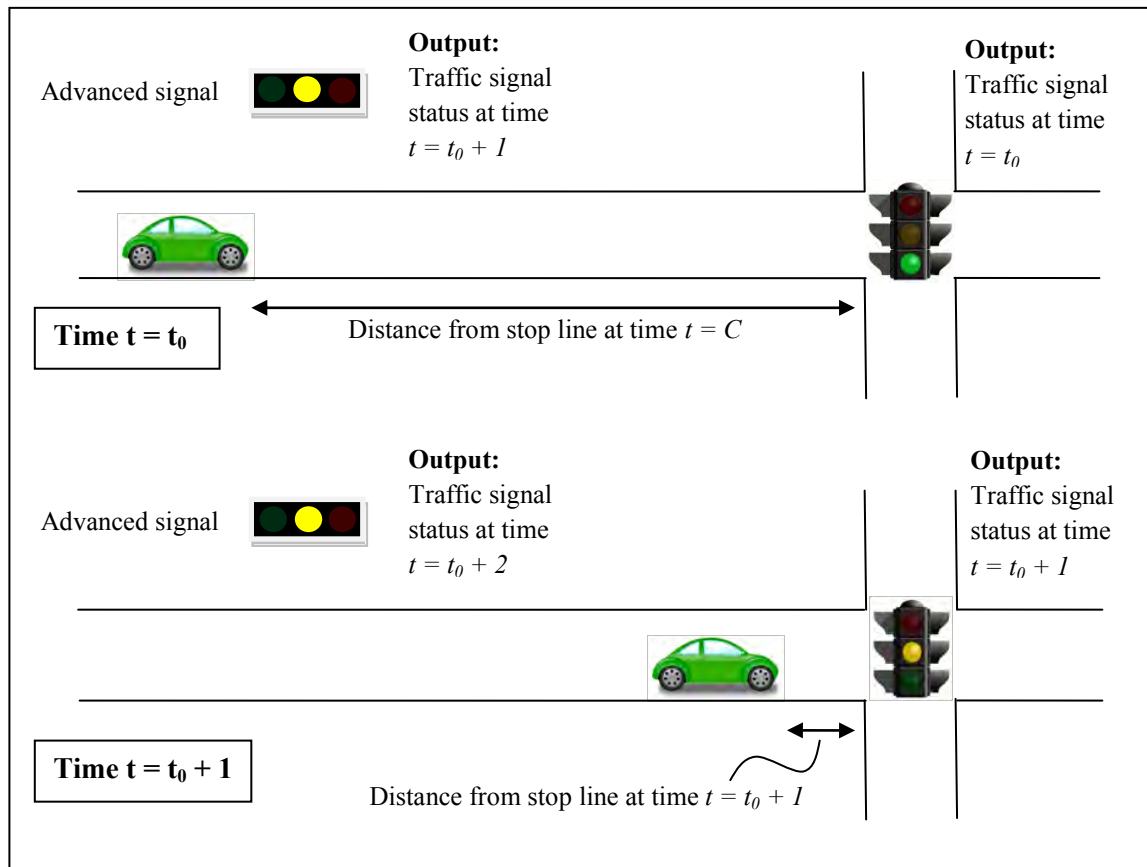 Advanced signal
Output:
Traffic signal
status at time
t = t₀ + 1
Output:
Traffic signal
status at time
t = t₀
Time t = t₀
Distance from stop line at time t = C
Advanced signal
Output:
Traffic signal
status at time
t = t₀ + 2
Output:
Traffic signal
status at time
t = t₀ + 1
Time t = t₀ + 1
Distance from stop line at time t = t₀ + 1